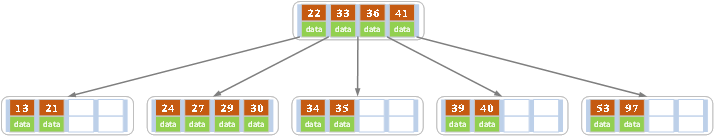 22 33 36 41
data data data data
13 21 24 27 29 30 34 35 39 40 53 97
data data data data data data data data data data data data